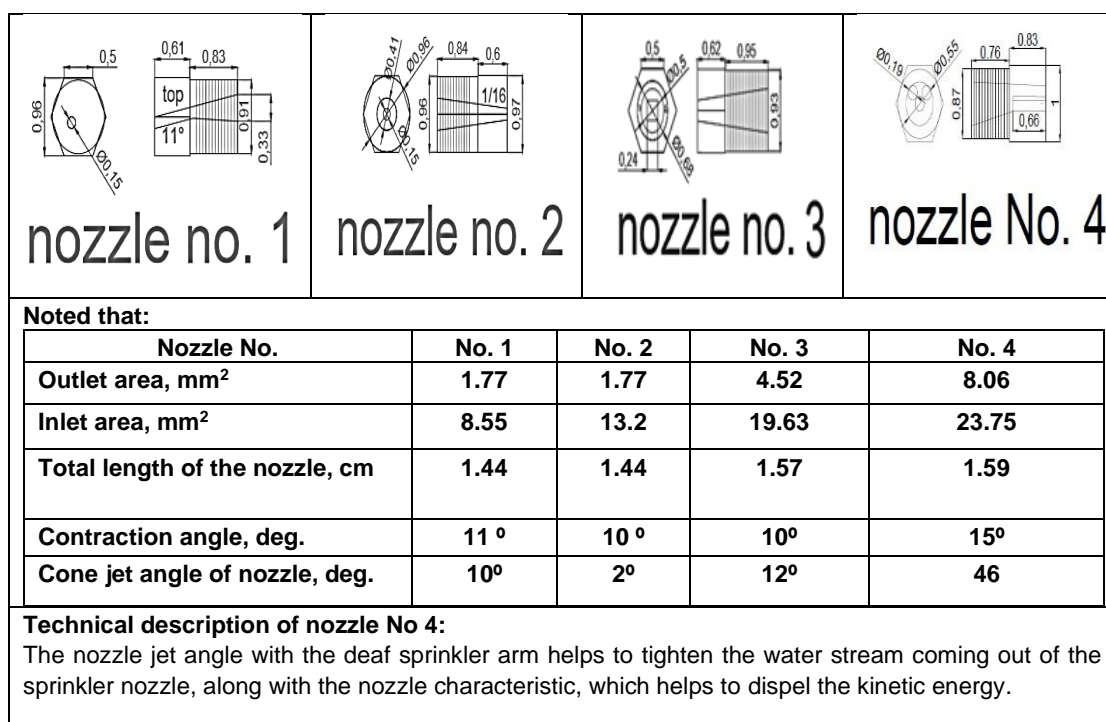 0,5
0,61
0,83
0,96
top
11°
0,91
0,33
Ø0,15
nozzle no. 1
Ø0,41
Ø0,96
0,84
0,6
0,96
1/16
0,97
Ø0,15
nozzle no. 2
0,5
0,62
0,95
Ø0,5
0,93
0,24
Ø0,68
nozzle no. 3
Ø0,19
Ø0,55
0.76
0.83
0,87
1
0,66
nozzle No. 4
Noted that:
Nozzle No. No. 1 No. 2 No. 3 No. 4
Outlet area, mm² 1.77 1.77 4.52 8.06
Inlet area, mm² 8.55 13.2 19.63 23.75
Total length of the nozzle, cm 1.44 1.44 1.57 1.59
Contraction angle, deg. 11 º 10 º 10º 15º
Cone jet angle of nozzle, deg. 10º 2º 12º 46
Technical description of nozzle No 4:
The nozzle jet angle with the deaf sprinkler arm helps to tighten the water stream coming out of the
sprinkler nozzle, along with the nozzle characteristic, which helps to dispel the kinetic energy.